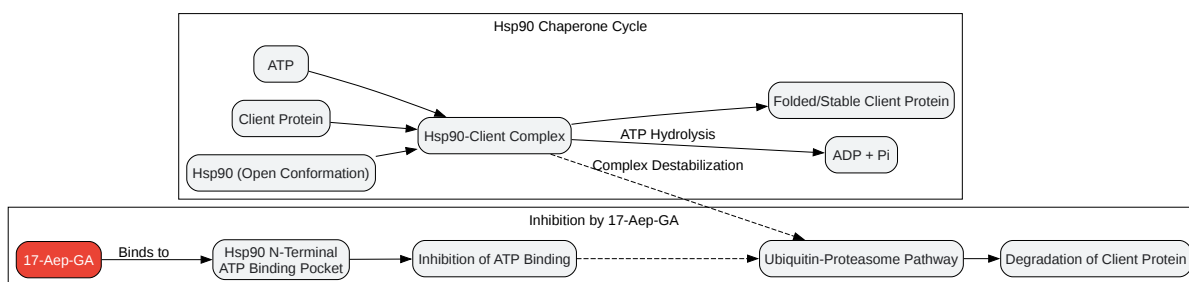 Hsp90 Chaperone Cycle
ATP
Client Protein
Hsp90 (Open Conformation)
Hsp90-Client Complex
ATP Hydrolysis
Complex Destabilization
Folded/Stable Client Protein
ADP + Pi
Inhibition by 17-Aep-GA
17-Aep-GA
Binds to
Hsp90 N-Terminal
ATP Binding Pocket
Inhibition of ATP Binding
Ubiquitin-Proteasome Pathway
Degradation of Client Protein